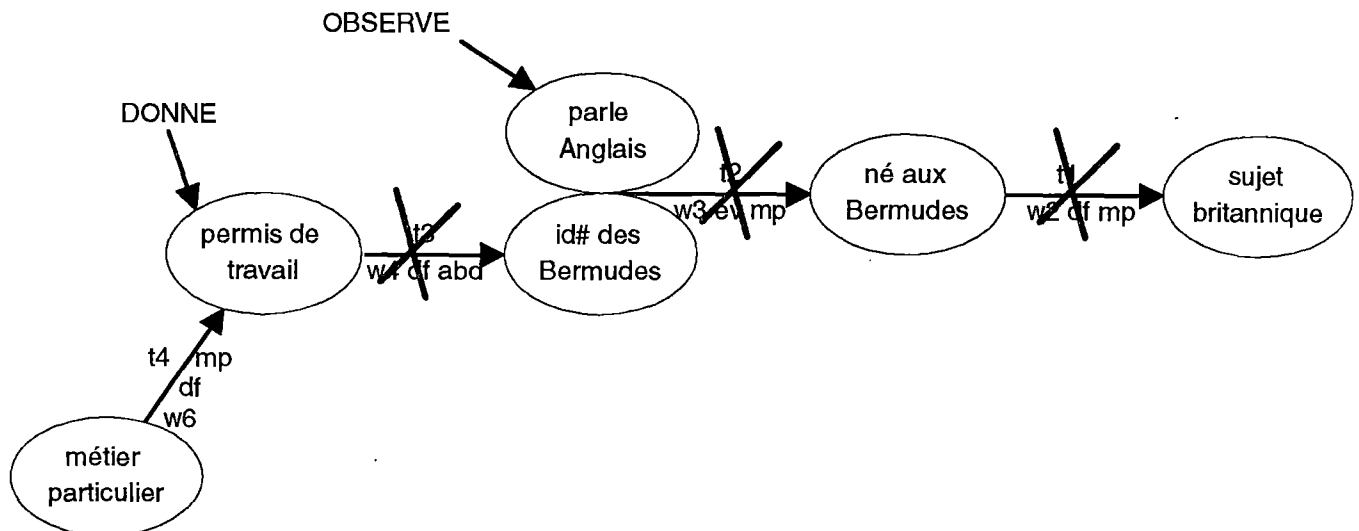 OBSERVE
DONNE
parle
Anglais
t2
w3 ev mp
né aux
Bermudes
t1
w2 df mp
sujet
britannique
permis de
travail
t3
w4 df abd
id# des
Bermudes
t4 mp
df
w6
métier
particulier